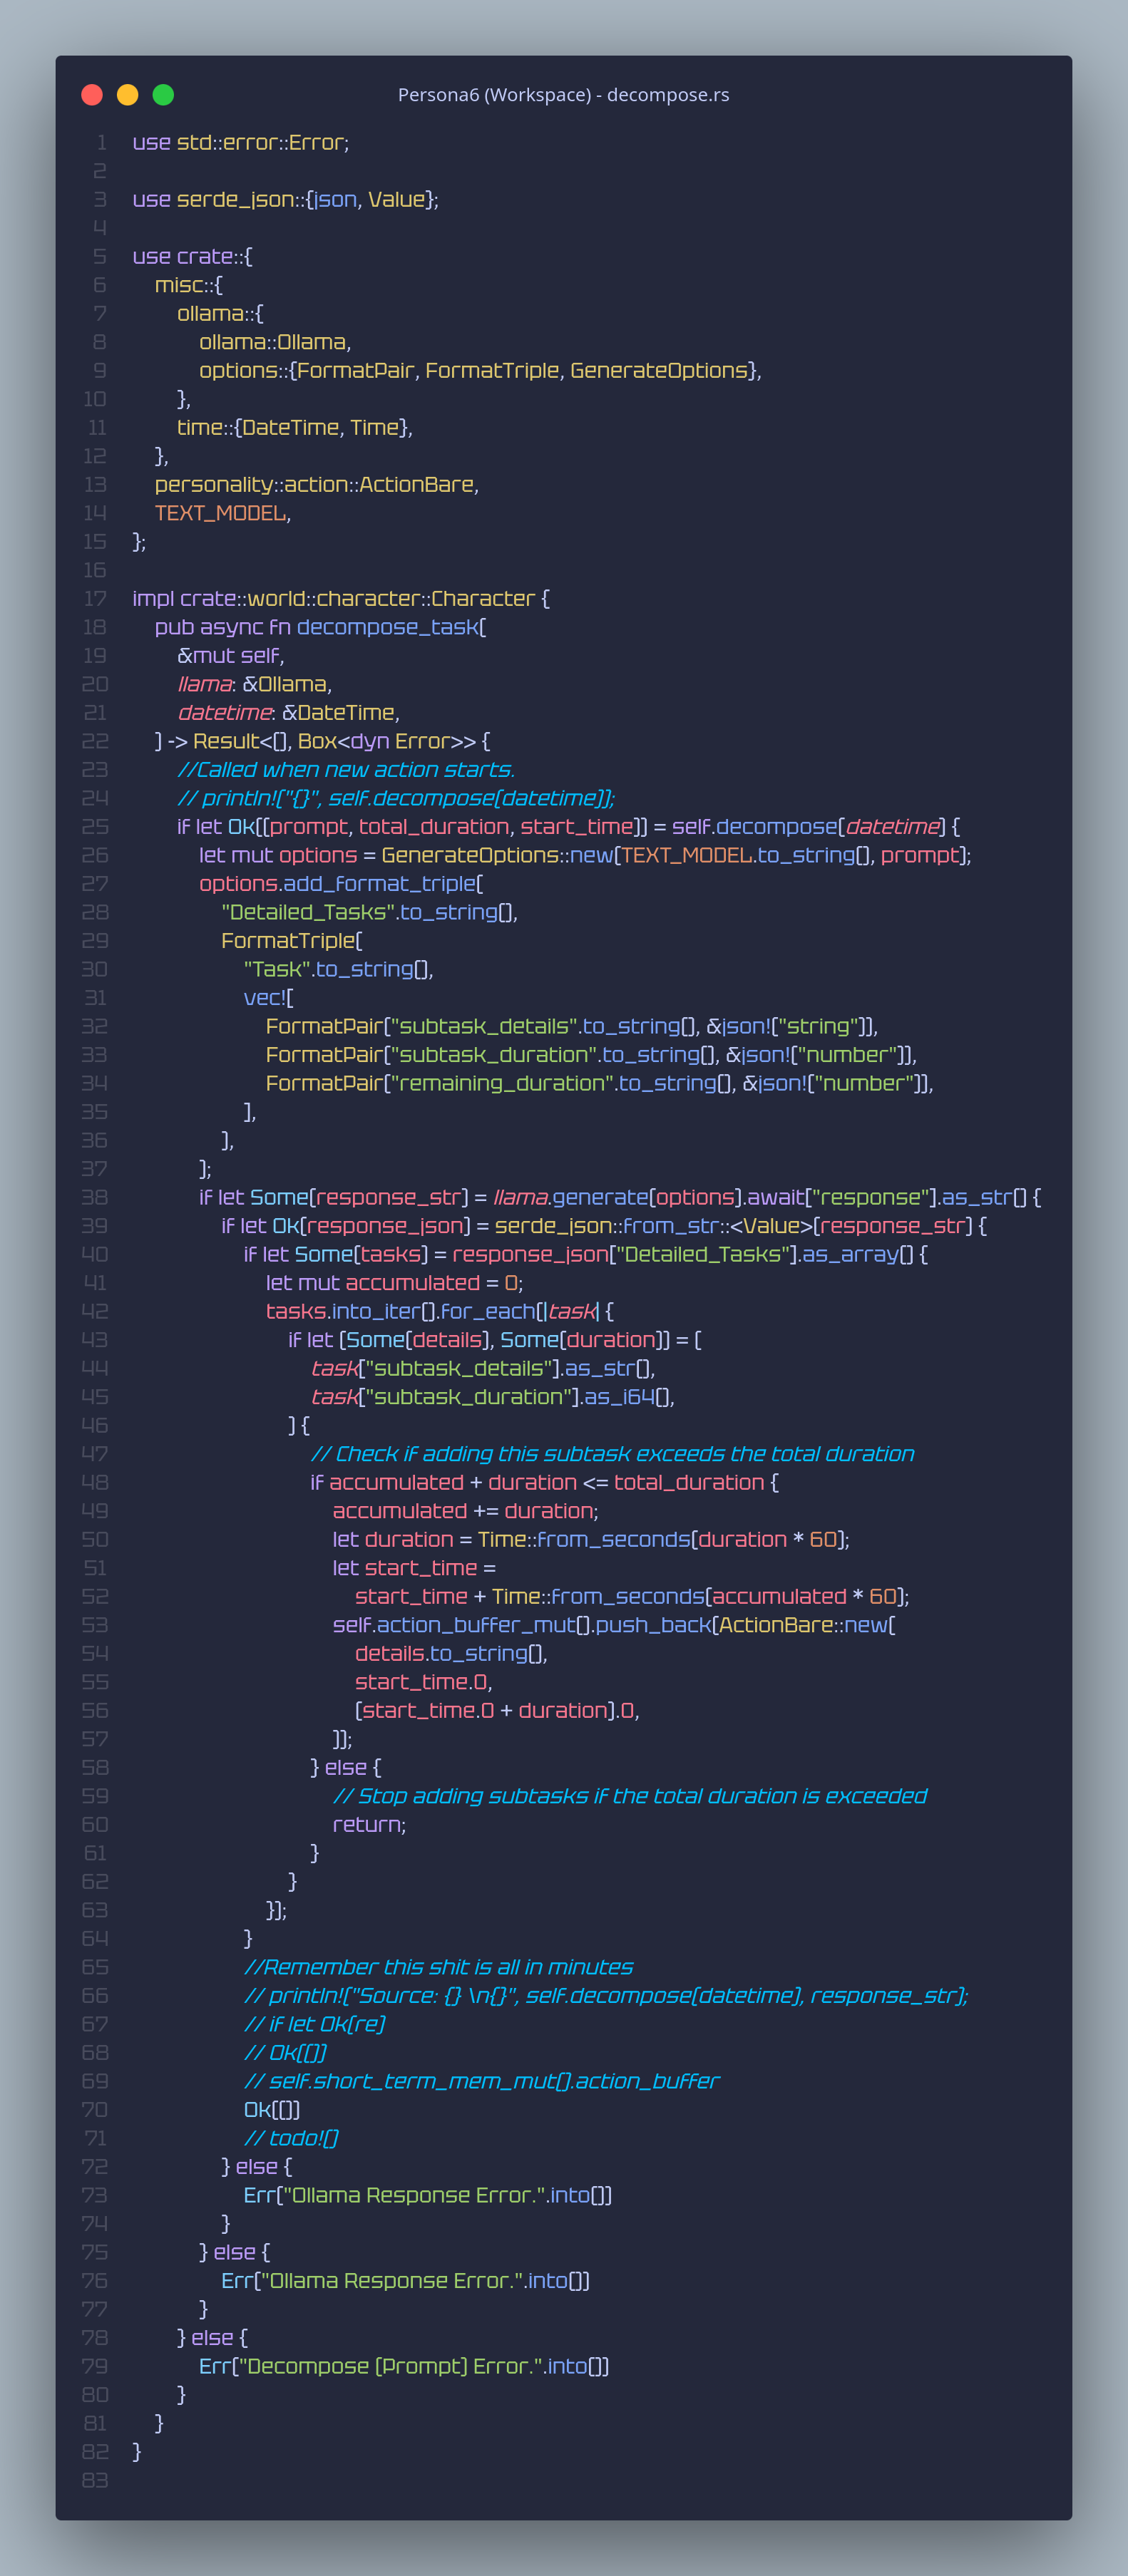 Persona6 (Workspace) - decompose.rs
1 use std::error::Error;
2
3 use serde_json::{json, Value};
4
5 use crate::{
6     misc::{
7         ollama::{
8             ollama::Ollama,
9             options::{FormatPair, FormatTriple, GenerateOptions},
10         },
11         time::{DateTime, Time},
12     },
13     personality::action::ActionBare,
14     TEXT_MODEL,
15 };
16
17 impl crate::world::character::Character {
18     pub async fn decompose_task(
19         &mut self,
20         llama: &Ollama,
21         datetime: &DateTime,
22     ) -> Result<(), Box<dyn Error>> {
23         //Called when new action starts.
24         // println!("{}", self.decompose(datetime));
25         if let Ok((prompt, total_duration, start_time)) = self.decompose(datetime) {
26             let mut options = GenerateOptions::new(TEXT_MODEL.to_string(), prompt);
27             options.add_format_triple(
28                 "Detailed_Tasks".to_string(),
29                 FormatTriple(
30                     "Task".to_string(),
31                     vec![
32                         FormatPair("subtask_details".to_string(), &json!("string")),
33                         FormatPair("subtask_duration".to_string(), &json!("number")),
34                         FormatPair("remaining_duration".to_string(), &json!("number")),
35                     ],
36                 ),
37             );
38             if let Some(response_str) = llama.generate(options).await["response"].as_str() {
39                 if let Ok(response_json) = serde_json::from_str::<Value>(response_str) {
40                     if let Some(tasks) = response_json["Detailed_Tasks"].as_array() {
41                         let mut accumulated = 0;
42                         tasks.into_iter().for_each(|task| {
43                             if let (Some(details), Some(duration)) = (
44                                 task["subtask_details"].as_str(),
45                                 task["subtask_duration"].as_i64(),
46                             ) {
47                                 // Check if adding this subtask exceeds the total duration
48                                 if accumulated + duration <= total_duration {
49                                     accumulated += duration;
50                                     let duration = Time::from_seconds(duration * 60);
51                                     let start_time =
52                                         start_time + Time::from_seconds(accumulated * 60);
53                                     self.action_buffer_mut().push_back(ActionBare::new(
54                                         details.to_string(),
55                                         start_time.0,
56                                         (start_time.0 + duration).0,
57                                     ));
58                                 } else {
59                                     // Stop adding subtasks if the total duration is exceeded
60                                     return;
61                                 }
62                             }
63                         });
64                     }
65                     //Remember this shit is all in minutes
66                     // println!("Source: {} \n{}", self.decompose(datetime), response_str);
67                     // if let Ok(re)
68                     // Ok(())
69                     // self.short_term_mem_mut().action_buffer
70                     Ok(())
71                     // todo!()
72                 } else {
73                     Err("Ollama Response Error.".into())
74                 }
75             } else {
76                 Err("Ollama Response Error.".into())
77             }
78         } else {
79             Err("Decompose (Prompt) Error.".into())
80         }
81     }
82 }
83